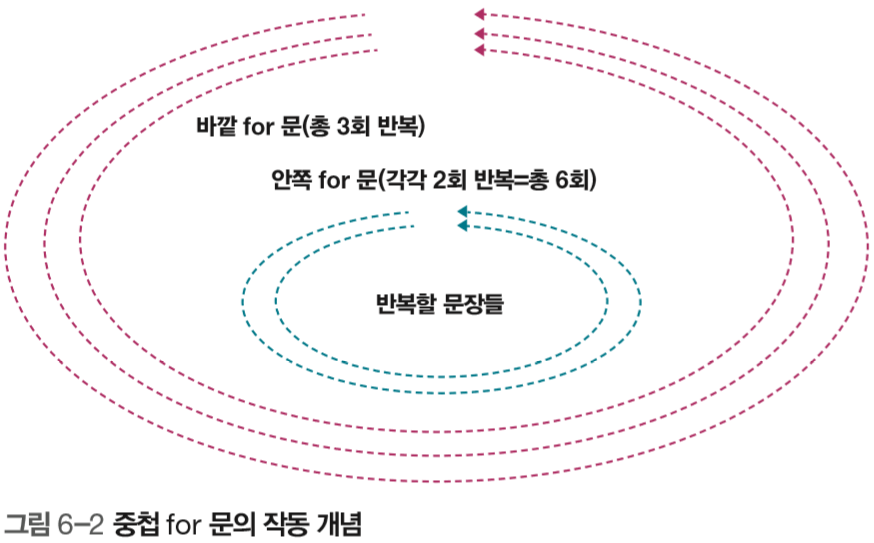 바깥 for 문(총 3회 반복)
안쪽 for 문(각각 2회 반복=총 6회)
반복할 문장들
그림 6-2 중첩 for 문의 작동 개념